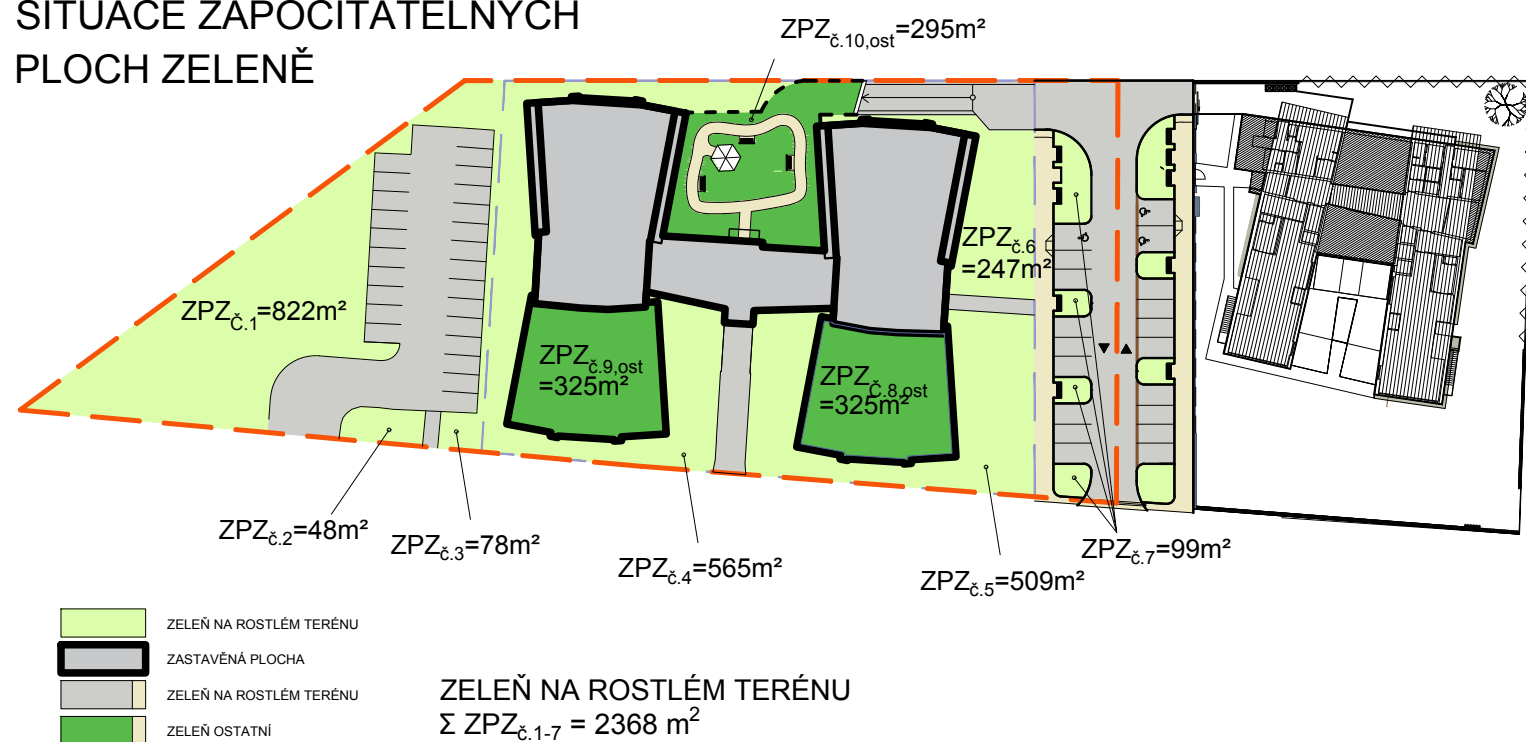 SITUACE ZAPOČITATELNÝCH
PLOCH ZELENĚ
ZPZč.10,ost=295m²
ZPZč.6
=247m²
ZPZČ.1=822m²
ZPZč.9,ost
=325m²
ZPZČ.8,ost
=325m²
ZPZč.2=48m²
ZPZč.3=78m²
ZPZč.4=565m²
ZPZč.5=509m²
ZPZč.7=99m²
ZELEŇ NA ROSTLÉM TERÉNU
ZASTAVĚNÁ PLOCHA
ZELEŇ NA ROSTLÉM TERÉNU
ZELEŇ OSTATNÍ
ZELEŇ NA ROSTLÉM TERÉNU
Σ ZPZč.1-7 = 2368 m²